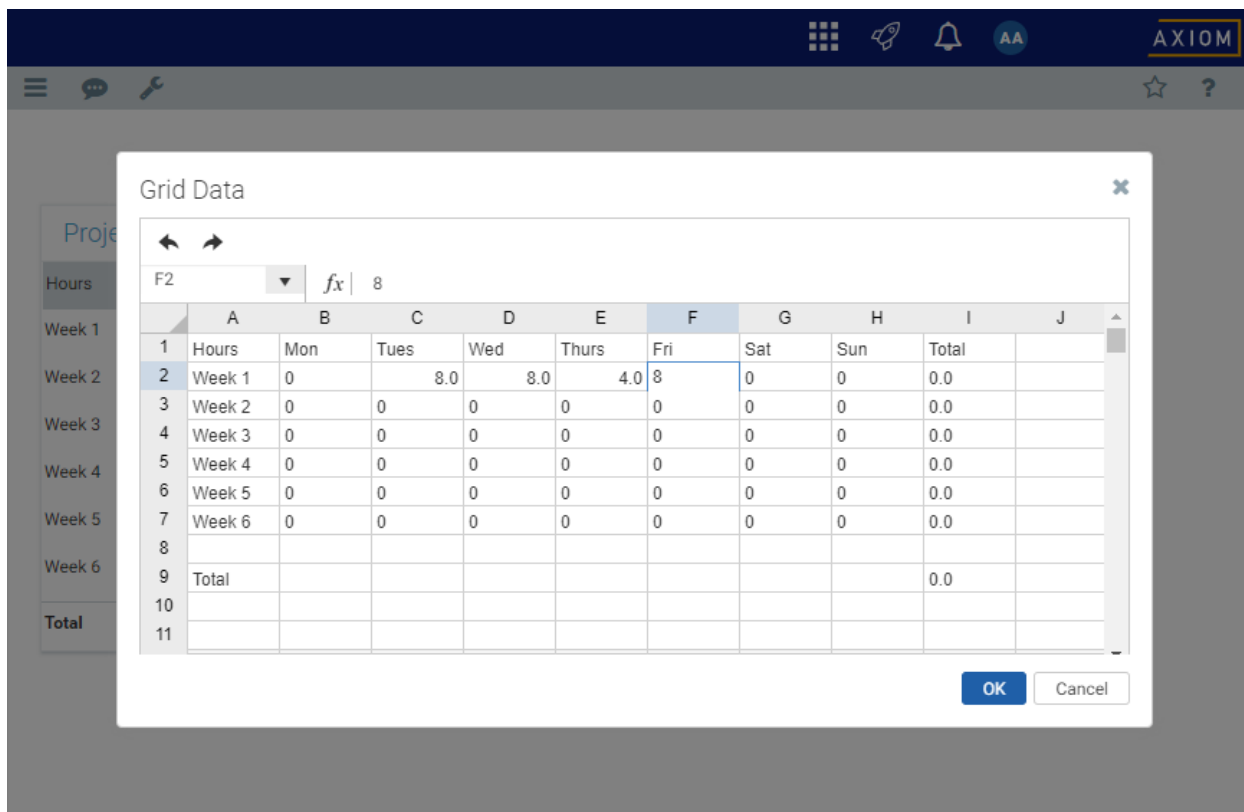 AA AXIOM
?
Grid Data
Proje
F2 fx 8
Hours
A B C D E F G H I J
1 Hours Mon Tues Wed Thurs Fri Sat Sun Total
Week 1
2 Week 1 0 8.0 8.0 4.0 8 0 0 0.0
Week 2
3 Week 2 0 0 0 0 0 0 0 0.0
Week 3
4 Week 3 0 0 0 0 0 0 0 0.0
Week 4
5 Week 4 0 0 0 0 0 0 0 0.0
6 Week 5 0 0 0 0 0 0 0 0.0
Week 5
7 Week 6 0 0 0 0 0 0 0 0.0
8
Week 6
9 Total 0.0
10
Total
11
OK Cancel